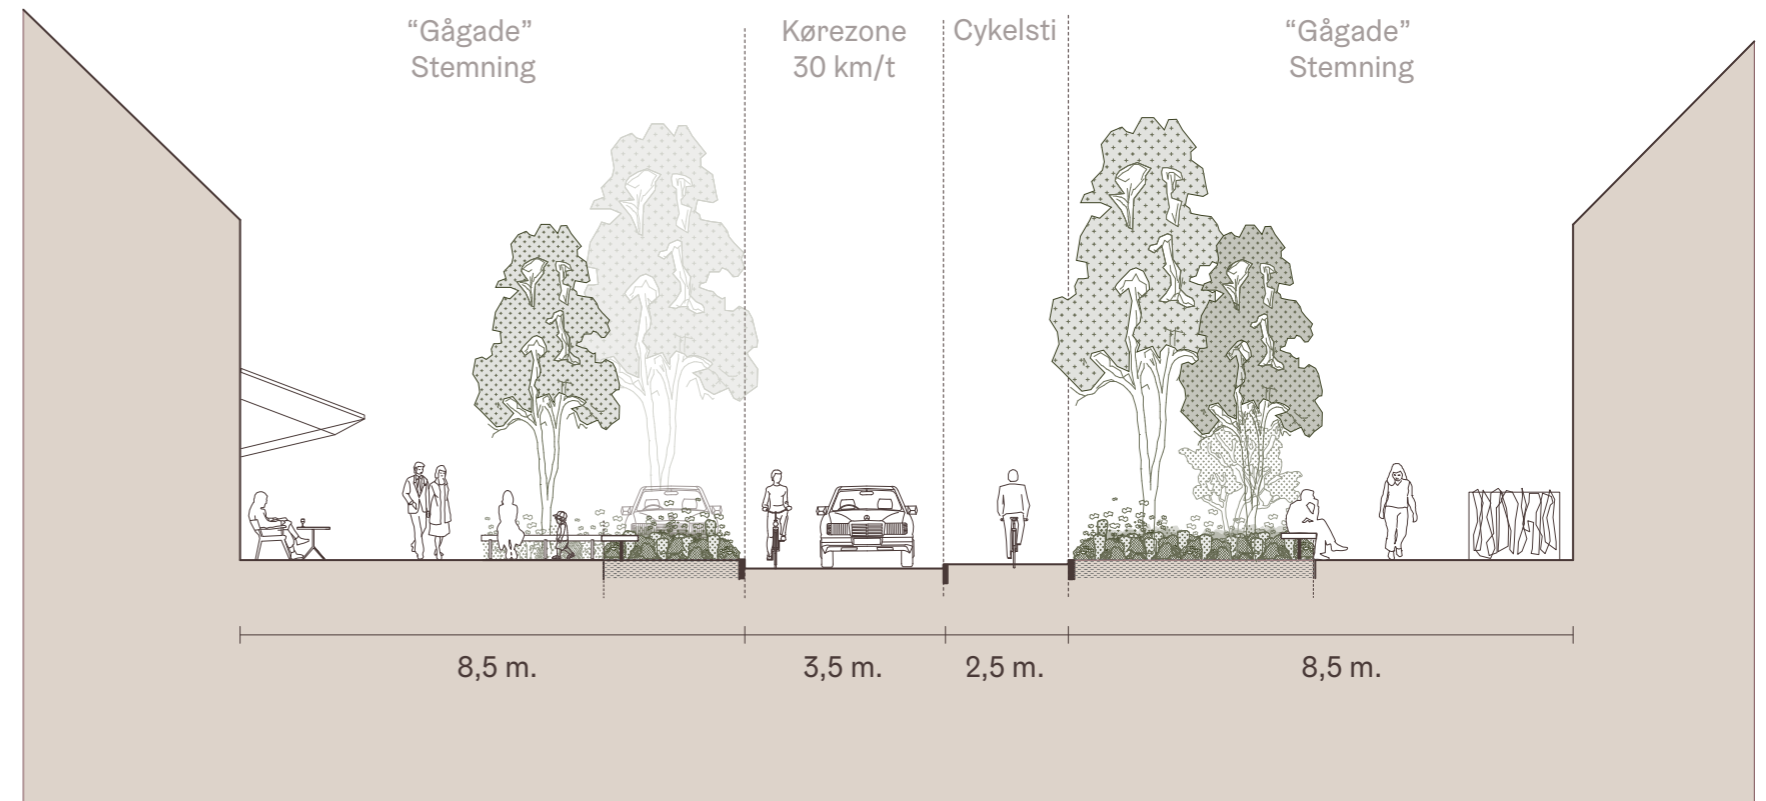 “Gågade”
Stemning
Kørezone
30 km/t
Cykelsti
“Gågade”
Stemning
8,5 m.
3,5 m.
2,5 m.
8,5 m.